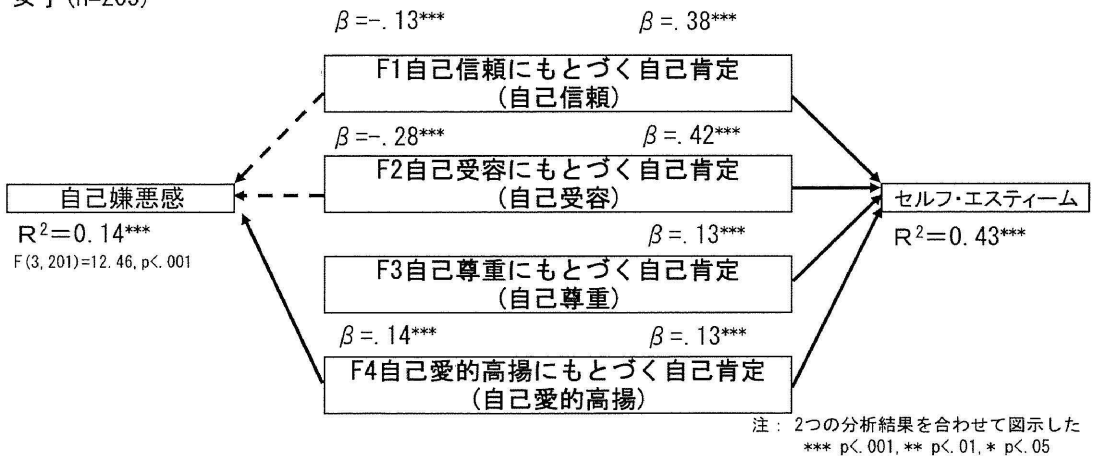 女子(n=205)
β=-.13*** β=.38***
F1自己信頼にもとづく自己肯定
(自己信頼)
β=-.28*** β=.42***
F2自己受容にもとづく自己肯定
(自己受容)
自己嫌悪感
セルフ・エスティーム
R²=0.14***
F(3,201)=12.46, p<.001
R²=0.43***
β=.13***
F3自己尊重にもとづく自己肯定
(自己尊重)
β=.14*** β=.13***
F4自己愛的高揚にもとづく自己肯定
(自己愛的高揚)
注: 2つの分析結果を合わせて図示した
*** p<.001, ** p<.01, * p<.05